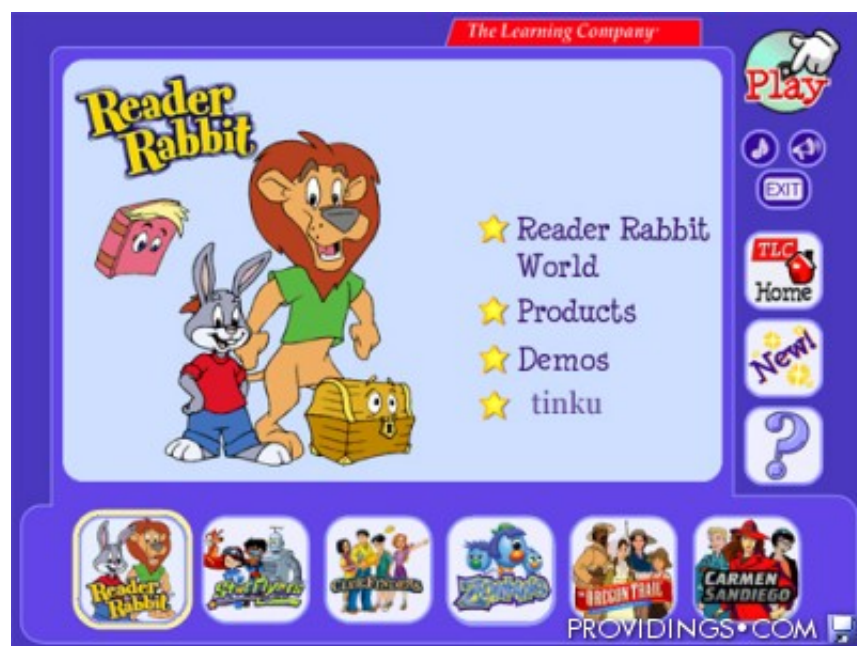 The Learning Company
Reader
Rabbit
Play
EXIT
Reader Rabbit
World
Products
Demos
tinku
TLC
Home
New!
?
Reader
Rabbit
ClueFinders
ZOOMBINIS
THE OREGON TRAIL
CARMEN
SANDIEGO
PROVIDINGS•COM